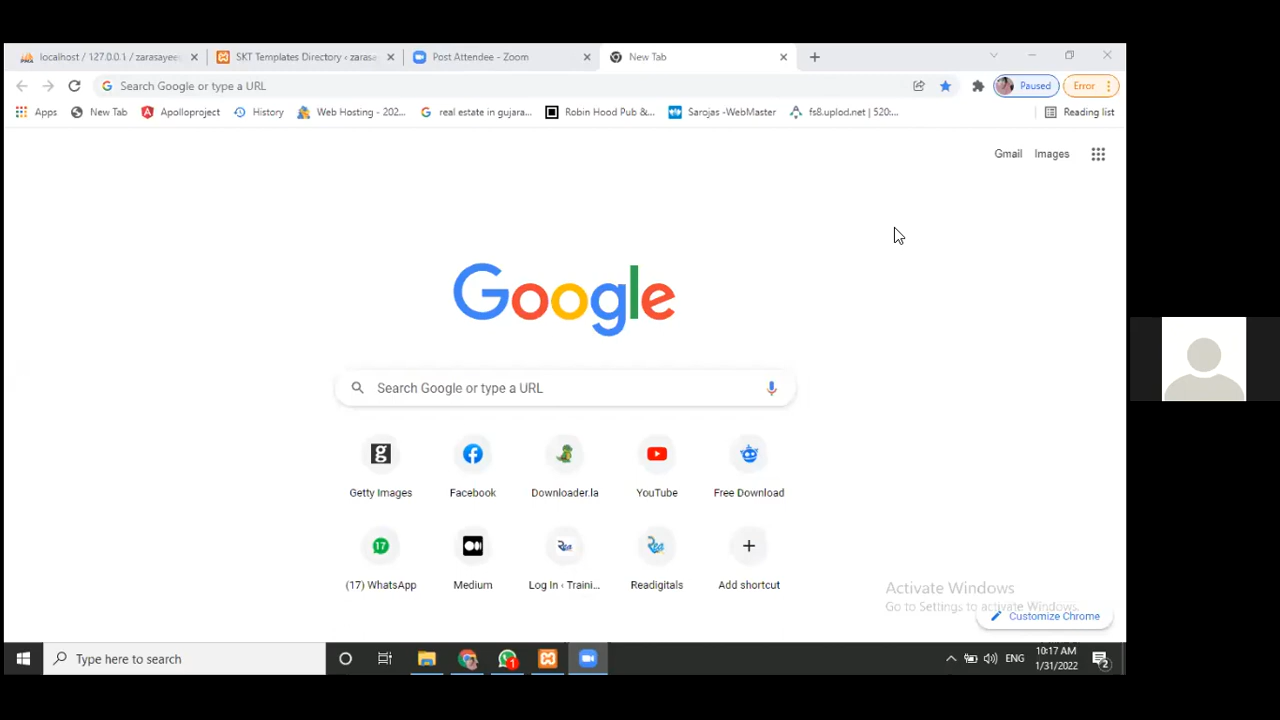 localhost / 127.0.0.1 / zarasayee
SKT Templates Directory ‹ zarasa
Post Attendee - Zoom
New Tab
Search Google or type a URL
Paused
Error
Apps
New Tab
Apolloproject
History
Web Hosting - 202...
real estate in gujara...
Robin Hood Pub &...
Sarojas -WebMaster
fs8.uplod.net | 520:...
Reading list
Gmail
Images
Google
Search Google or type a URL
Getty Images
Facebook
Downloader.la
YouTube
Free Download
17
(17) WhatsApp
Medium
Log In ‹ Traini...
Readigitals
Add shortcut
Activate Windows
Go to Settings to activate Windows.
Customize Chrome
Type here to search
1
ENG
10:17 AM
1/31/2022
2